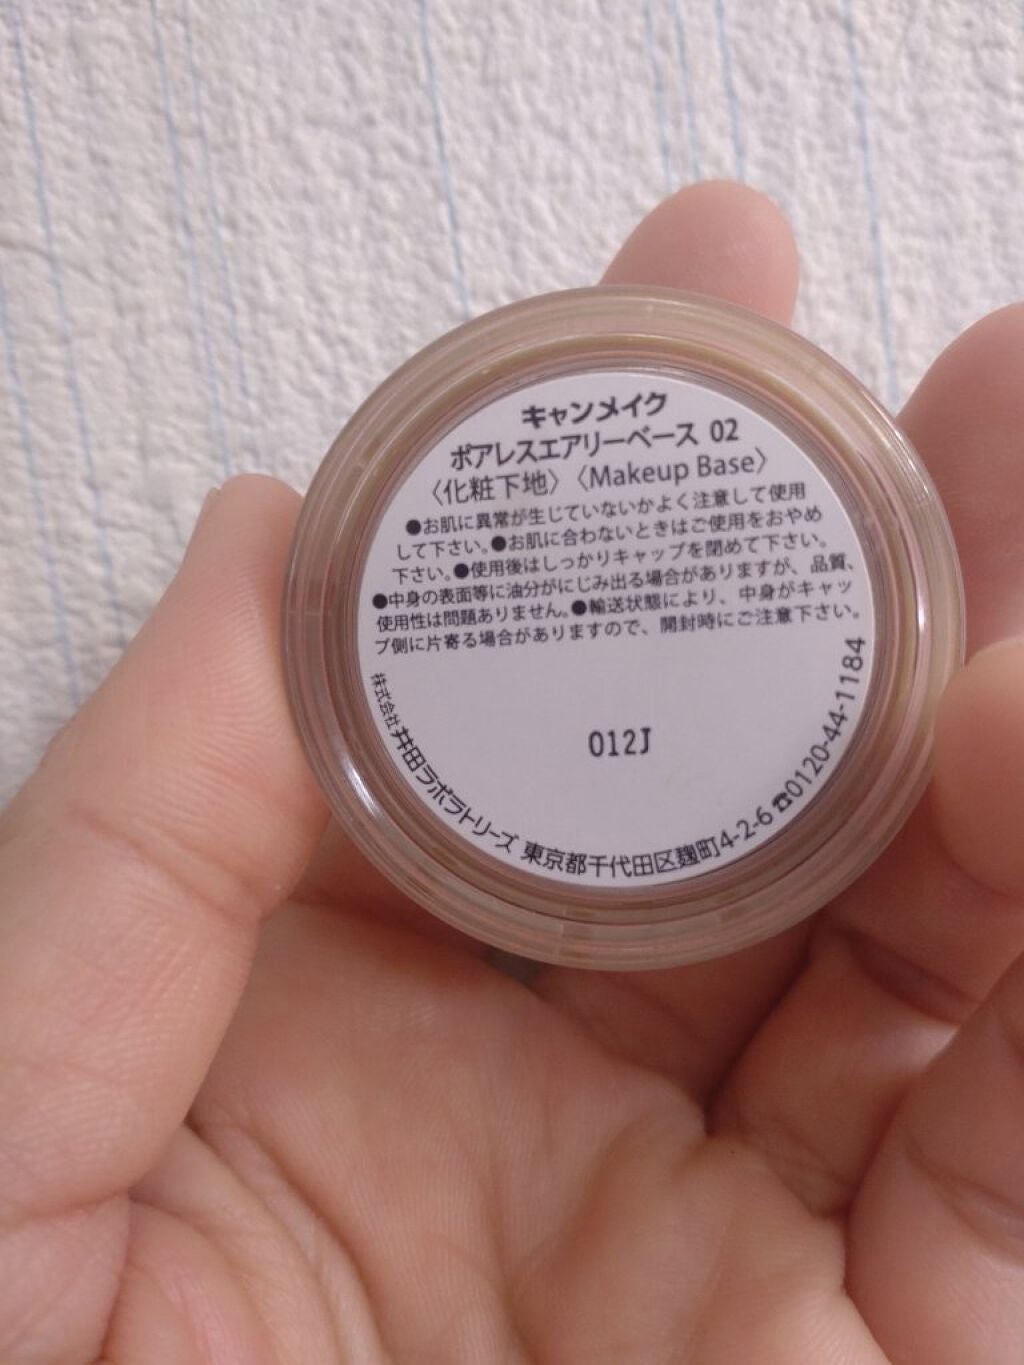 キャンメイク
ポアレスエアリーベース 02
〈化粧下地〉〈Makeup Base〉
●お肌に異常が生じていないかよく注意して使用
して下さい。●お肌に合わないときはご使用をおやめ
下さい。●使用後はしっかりキャップを閉めて下さい。
●中身の表面等に油分がにじみ出る場合がありますが、品質、
使用性は問題ありません。●輸送状態により、中身がキャッ
プ側に片寄る場合がありますので、開封時にご注意下さい。
012J
株式会社井田ラボラトリーズ 東京都千代田区麹町4-2-6 ☎0120-44-1184